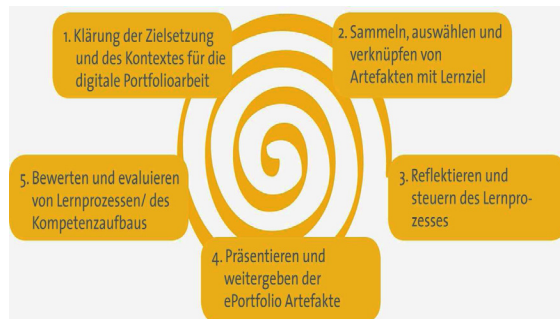 1. Klärung der Zielsetzung
und des Kontextes für die
digitale Portfolioarbeit
2. Sammeln, auswählen und
verknüpfen von
Artefakten mit Lernziel
3. Reflektieren und
steuern des Lernpro-
zesses
4. Präsentieren und
weitergeben der
ePortfolio Artefakte
5. Bewerten und evaluieren
von Lernprozessen/ des
Kompetenzaufbaus